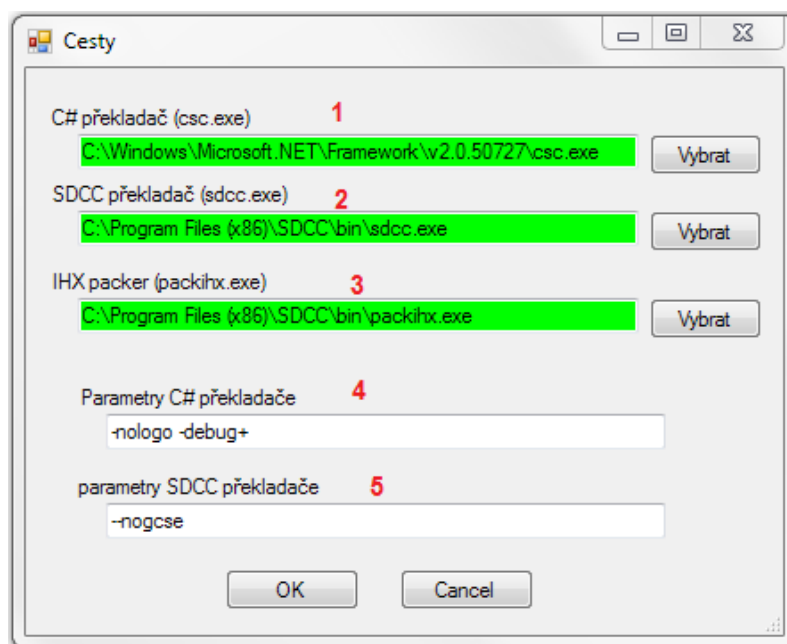 Cesty
C# překladač (csc.exe) 1
C:\Windows\Microsoft.NET\Framework\v2.0.50727\csc.exe Vybrat
SDCC překladač (sdcc.exe) 2
C:\Program Files (x86)\SDCC\bin\sdcc.exe Vybrat
IHX packer (packihx.exe) 3
C:\Program Files (x86)\SDCC\bin\packihx.exe Vybrat
Parametry C# překladače 4
-nologo -debug+
parametry SDCC překladače 5
--nogcse
OK Cancel